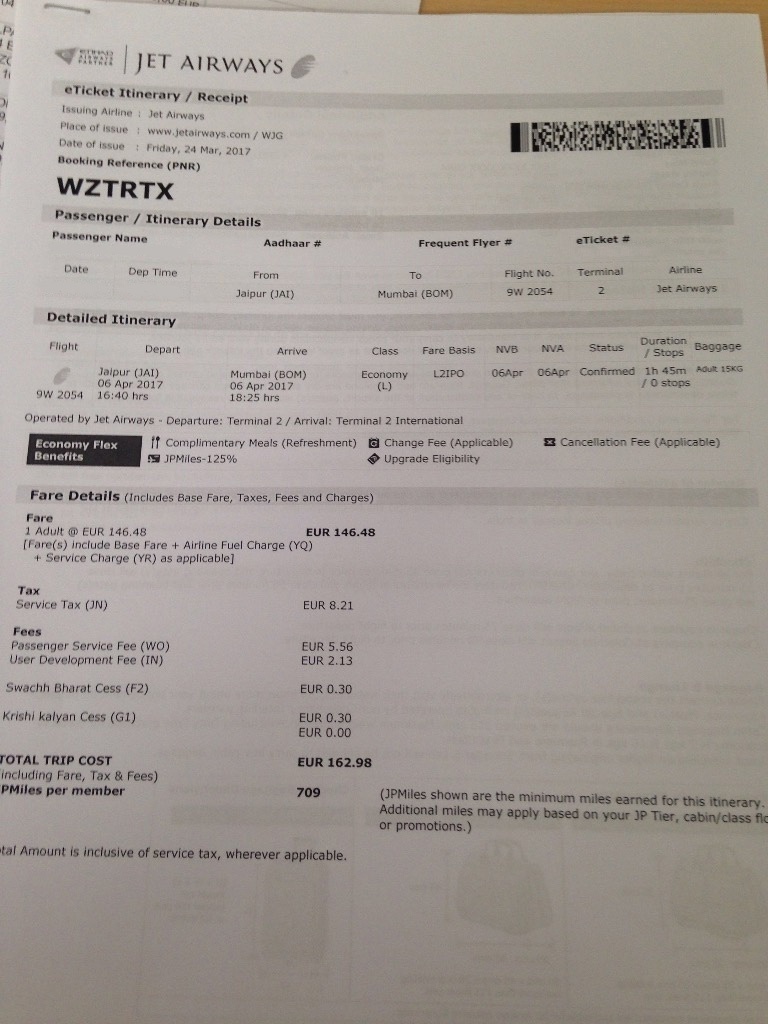 ETIHAD AIRWAYS PARTNER
JET AIRWAYS
eTicket Itinerary / Receipt
Issuing Airline : Jet Airways
Place of Issue : www.jetairways.com / WJG
Date of issue : Friday, 24 Mar, 2017
Booking Reference (PNR)
WZTRTX
Passenger / Itinerary Details
Passenger Name Aadhaar # Frequent Flyer # eTicket #
Date Dep Time From To Flight No. Terminal Airline
Jaipur (JAI) Mumbai (BOM) 9W 2054 2 Jet Airways
Detailed Itinerary
Flight Depart Arrive Class Fare Basis NVB NVA Status Duration / Stops Baggage
Jaipur (JAI) Mumbai (BOM) Economy L2IPO 06Apr 06Apr Confirmed 1h 45m Adult 15KG
06 Apr 2017 06 Apr 2017 (L) / 0 stops
9W 2054 16:40 hrs 18:25 hrs
Operated by Jet Airways - Departure: Terminal 2 / Arrival: Terminal 2 International
Economy Flex Benefits
Complimentary Meals (Refreshment) Change Fee (Applicable) Cancellation Fee (Applicable)
JPMiles-125% Upgrade Eligibility
Fare Details (Includes Base Fare, Taxes, Fees and Charges)
Fare
1 Adult @ EUR 146.48 EUR 146.48
[Fare(s) include Base Fare + Airline Fuel Charge (YQ)
+ Service Charge (YR) as applicable]
Tax
Service Tax (JN) EUR 8.21
Fees
Passenger Service Fee (WO) EUR 5.56
User Development Fee (IN) EUR 2.13
Swachh Bharat Cess (F2) EUR 0.30
Krishi kalyan Cess (G1) EUR 0.30
EUR 0.00
TOTAL TRIP COST EUR 162.98
including Fare, Tax & Fees)
PMiles per member 709 (JPMiles shown are the minimum miles earned for this itinerary.
Additional miles may apply based on your JP Tier, cabin/class flo
or promotions.)
tal Amount is inclusive of service tax, wherever applicable.